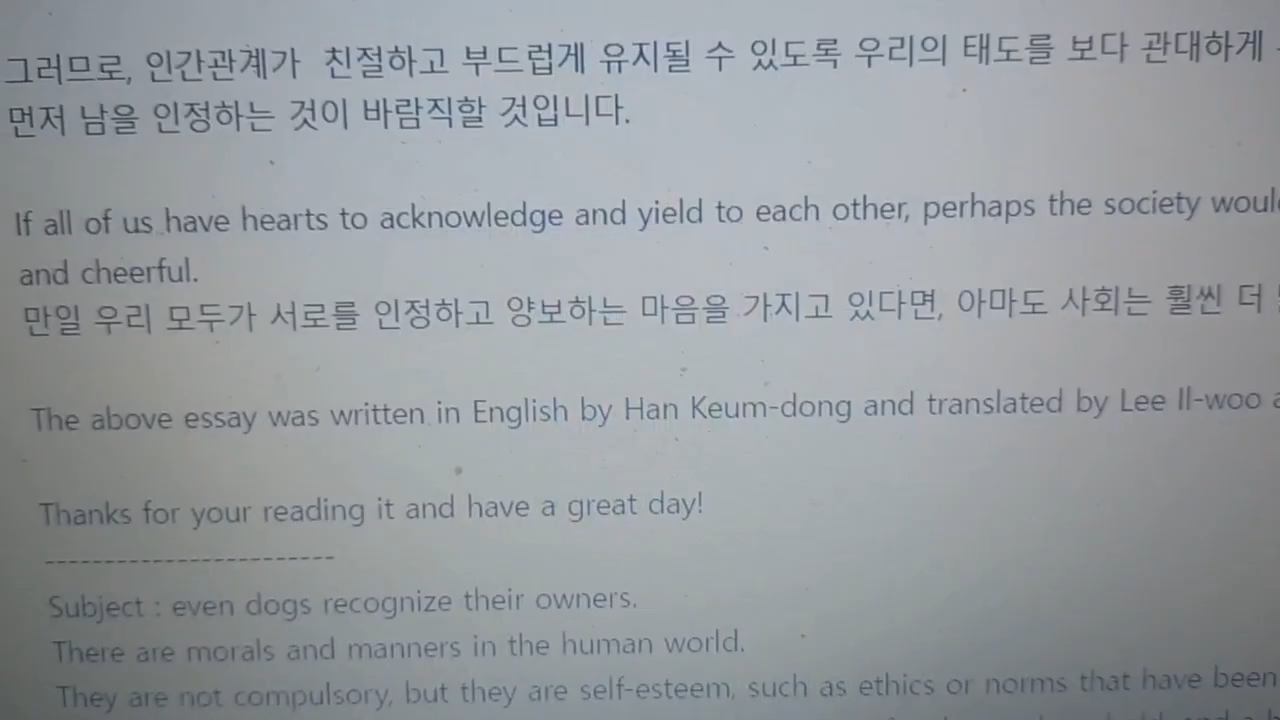 그러므로, 인간관계가 친절하고 부드럽게 유지될 수 있도록 우리의 태도를 보다 관대하게
먼저 남을 인정하는 것이 바람직할 것입니다.
If all of us have hearts to acknowledge and yield to each other, perhaps the society
and cheerful.
만일 우리 모두가 서로를 인정하고 양보하는 마음을 가지고 있다면, 아마도 사회는 훨씬 더
The above essay was written in English by Han Keum-dong and translated by Lee Il-woo
Thanks for your reading it and have a great day!
------------------------
Subject : even dogs recognize their owners.
There are morals and manners in the human world.
They are not compulsory, but they are self-esteem, such as ethics or norms that have been